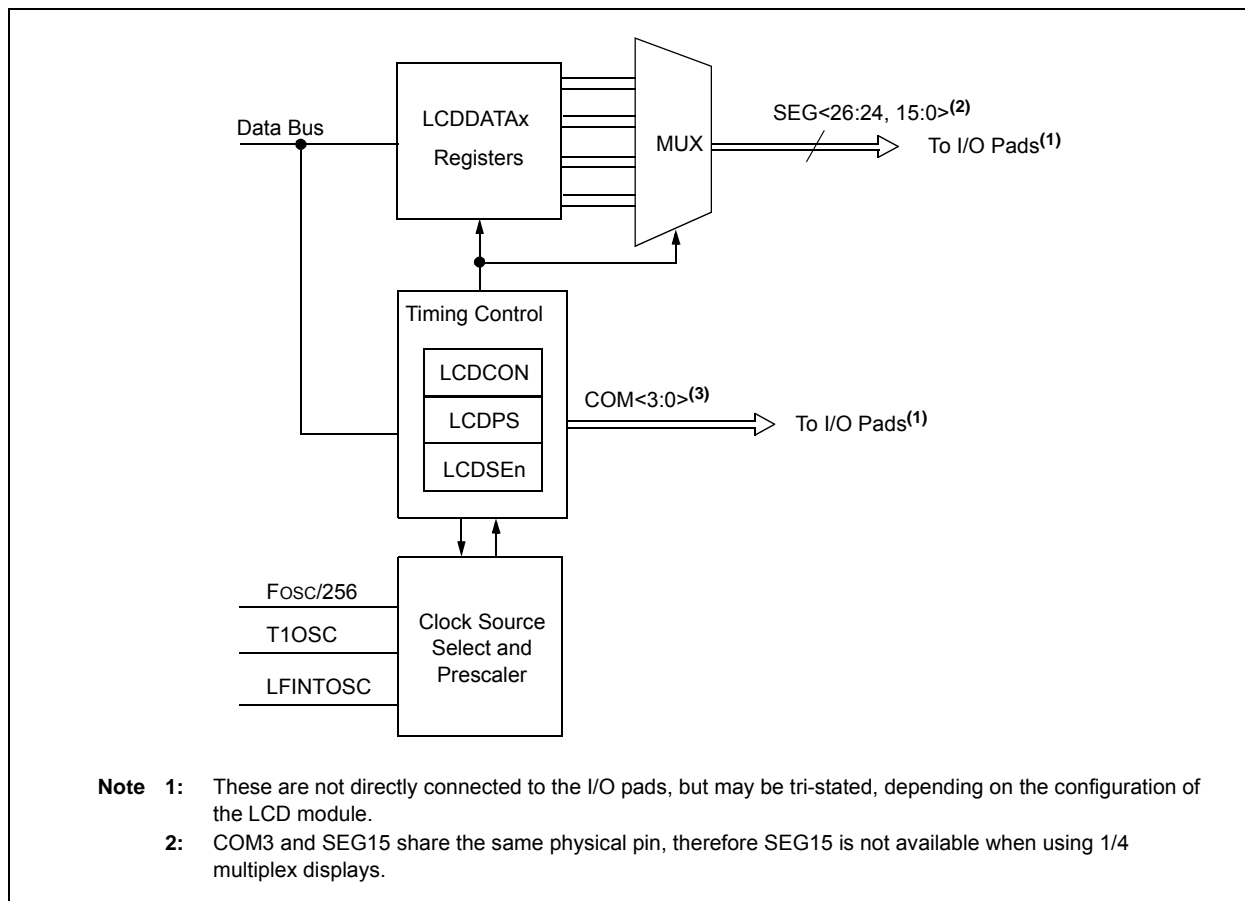 Data Bus
LCDDATAx
Registers
MUX
SEG<26:24, 15:0>(2)
To I/O Pads(1)
Timing Control
LCDCON
LCDPS
LCDSEn
COM<3:0>(3)
To I/O Pads(1)
FOSC/256
T1OSC
LFINTOSC
Clock Source
Select and
Prescaler
Note 1: These are not directly connected to the I/O pads, but may be tri-stated, depending on the configuration of
the LCD module.
2: COM3 and SEG15 share the same physical pin, therefore SEG15 is not available when using 1/4
multiplex displays.